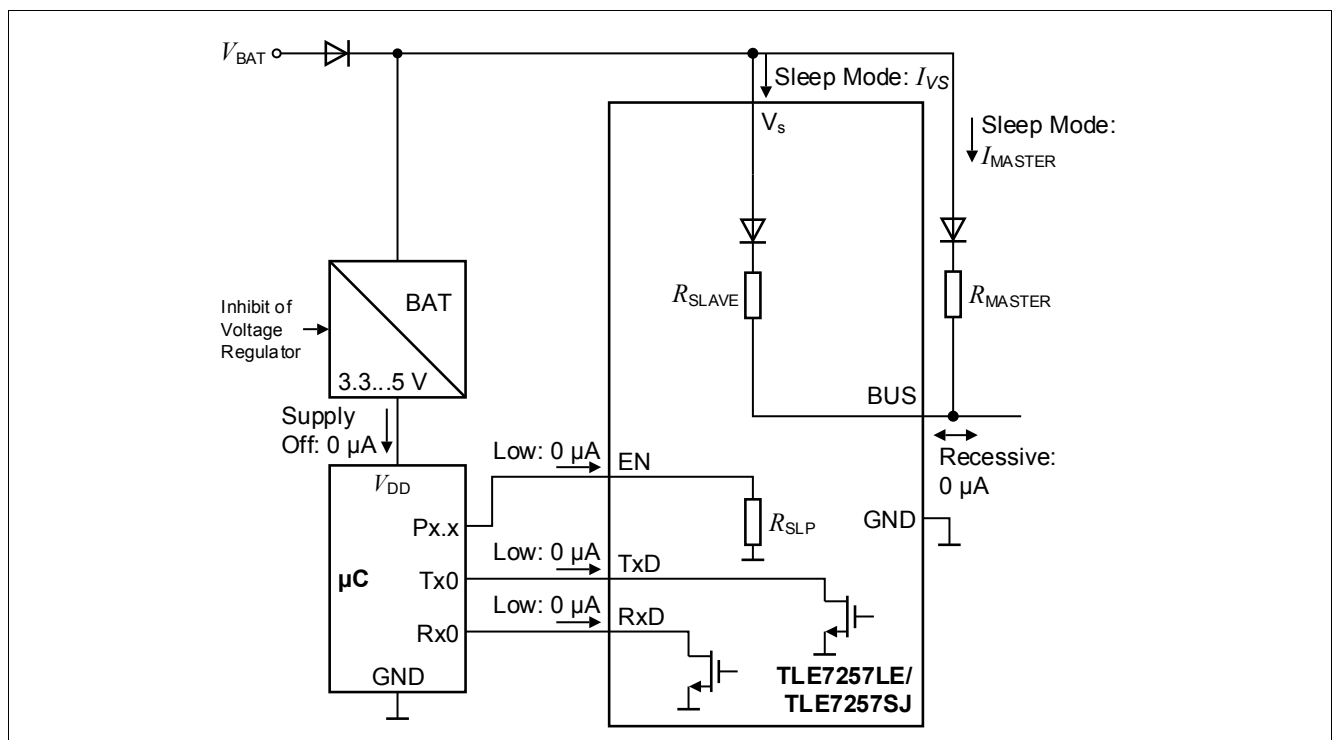 VBAT
Sleep Mode: IVS
Vs
Sleep Mode:
IMASTER
BAT
3.3...5 V
Inhibit of
Voltage
Regulator
RSLAVE
RMASTER
BUS
Supply
Off: 0 µA
Recessive:
0 µA
Low: 0 µA
EN
VDD
Px.x
RSLP
GND
Low: 0 µA
TxD
µC
Tx0
Low: 0 µA
RxD
Rx0
GND
TLE7257LE/
TLE7257SJ